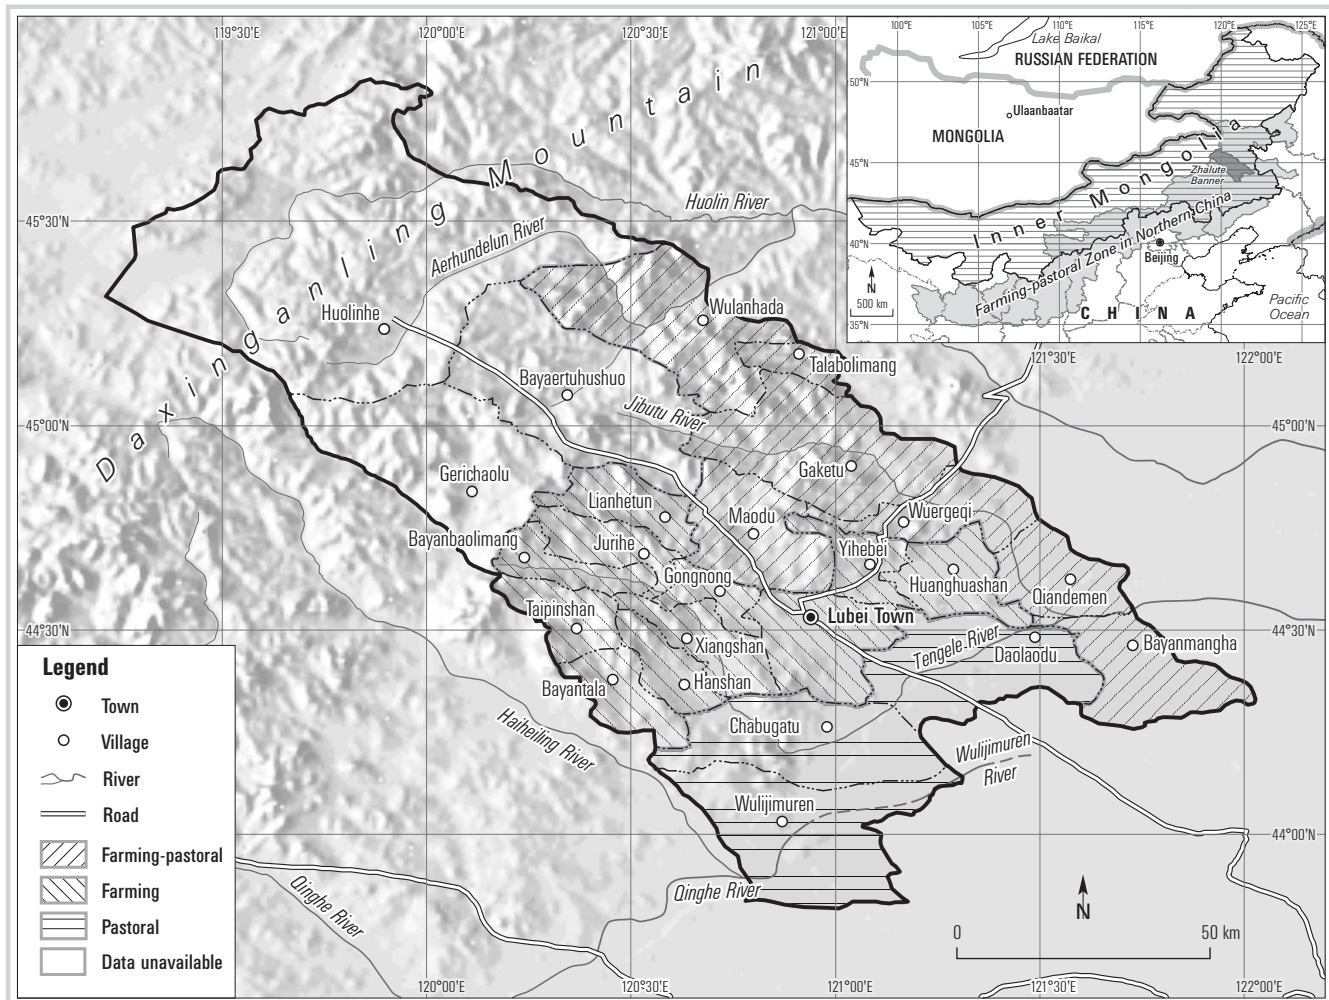 119°30'E
120°00'E
120°30'E
121°00'E
100°E
105°E
110°E
115°E
120°E
125°E
Lake Baikal
RUSSIAN FEDERATION
50°N
Ulaanbaatar
MONGOLIA
45°N
Inner Mongolia
Zhalute
Banner
Farming-pastoral Zone in Northern China
40°N
Beijing
N
500 km
CHINA
Pacific
Ocean
35°N
Daxinganling Mountain
45°30'N
Huolin River
Aerhundelun River
Huolinhe
Wulanhada
121°30'E
122°00'E
Talabolimang
Bayaertuhushuo
Jibutu River
45°00'N
45°00'N
Gerichaolu
Gaketu
Lianhetun
Maodu
Wuergeqi
Bayanbaolimang
Jurihe
Yihebei
Gongnong
Huanghuashan
Qiandemen
Taipinshan
Lubei Town
44°30'N
44°30'N
Xiangshan
Tengele River
Daolaodu
Bayanmangha
Bayantala
Hanshan
Haiheiling River
Chabugatu
Wulijimuren
River
Wulijimuren
44°00'N
Qinghe River
Qinghe River
N
0
50 km
Legend
Town
Village
River
Road
Farming-pastoral
Farming
Pastoral
Data unavailable
120°00'E
120°30'E
121°00'E
121°30'E
122°00'E